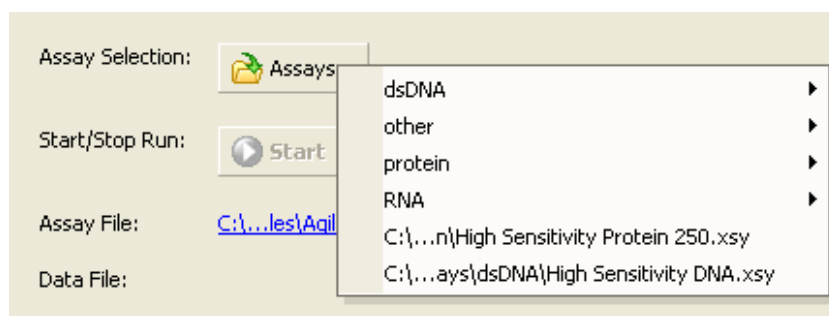 Assay Selection:
Assays
dsDNA
other
Start/Stop Run:
Start
protein
RNA
Assay File:
C:\...les\Agil
C:\...n\High Sensitivity Protein 250.xsy
Data File:
C:\...ays\dsDNA\High Sensitivity DNA.xsy